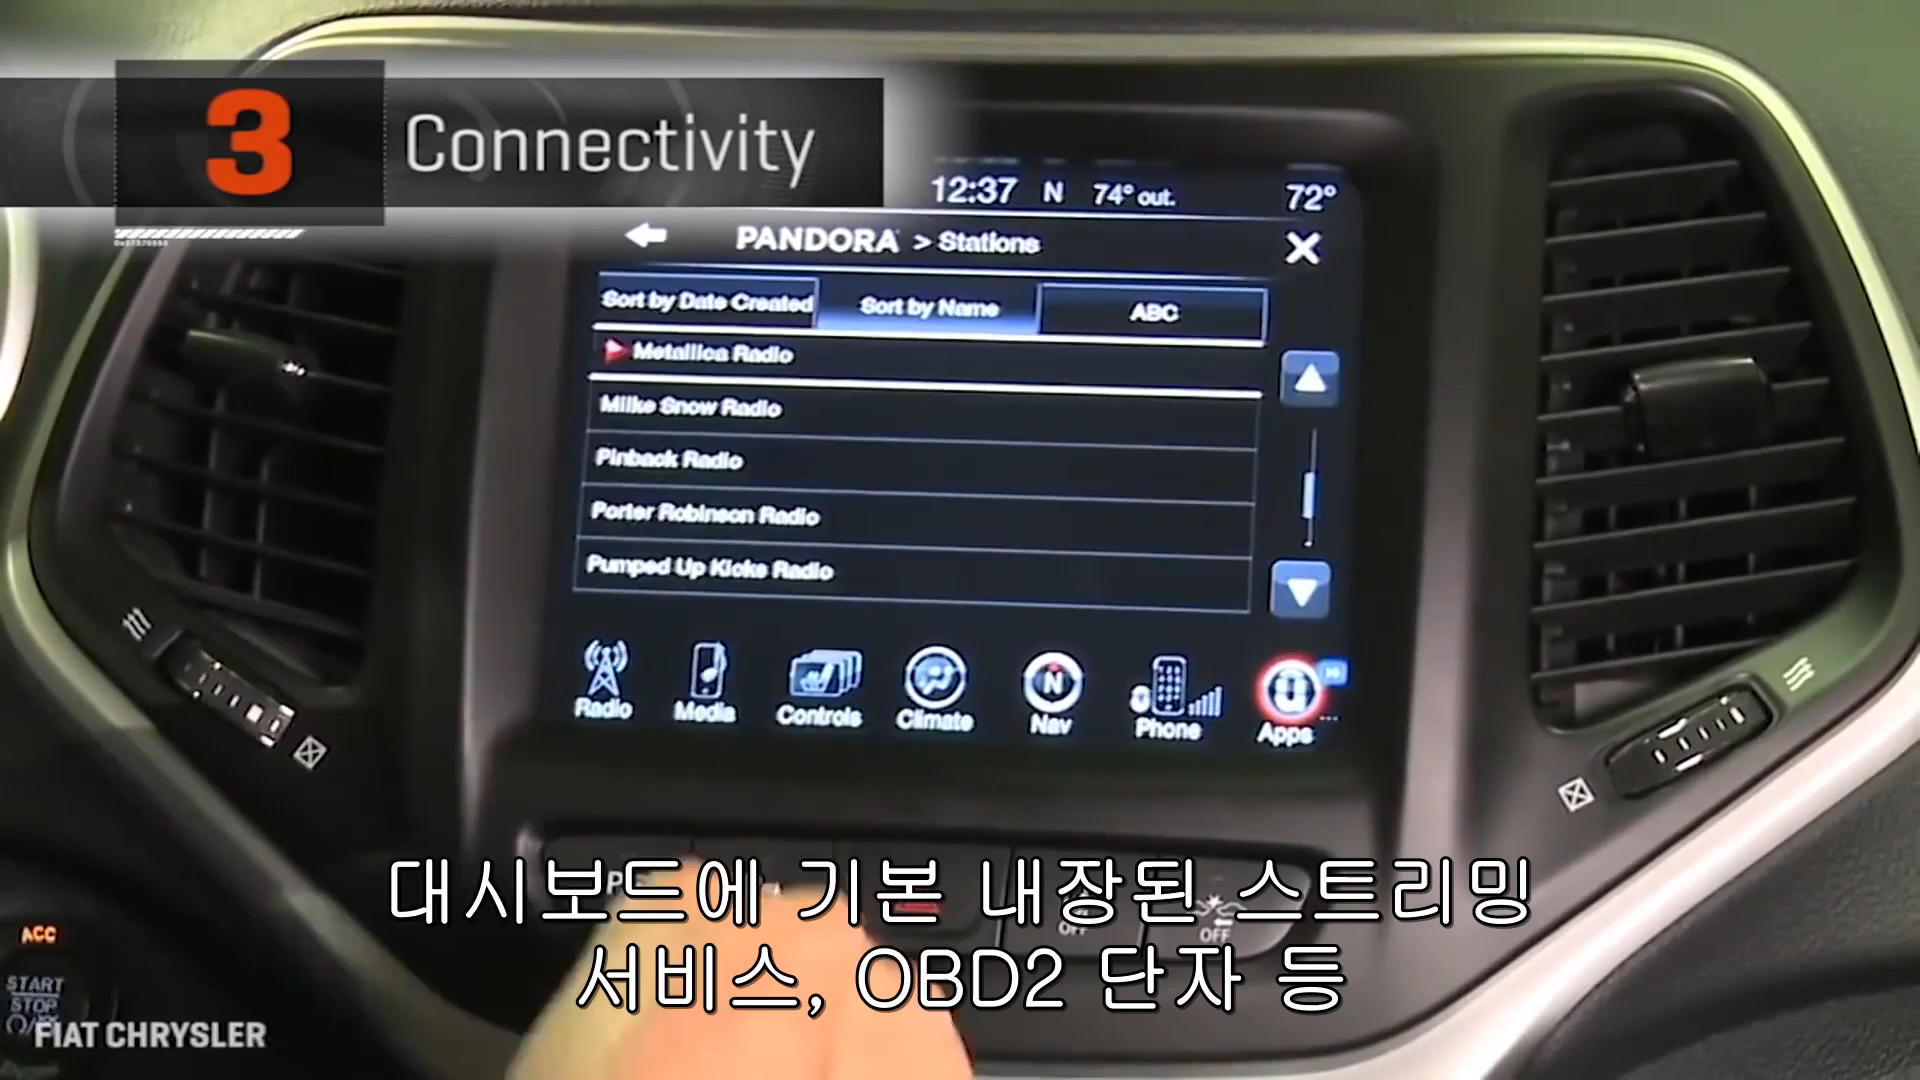 3 Connectivity
12:37 N 74° out. 72°
PANDORA > Stations
Sort by Date Created Sort by Name ABC
Metallica Radio
Miike Snow Radio
Pinback Radio
Porter Robinson Radio
Pumped Up Kicks Radio
Radio Media Controls Climate Nav Phone Apps
대시보드에 기본 내장된 스트리밍
서비스, OBD2 단자 등
OFF OFF
ACC
START
STOP
FIAT CHRYSLER